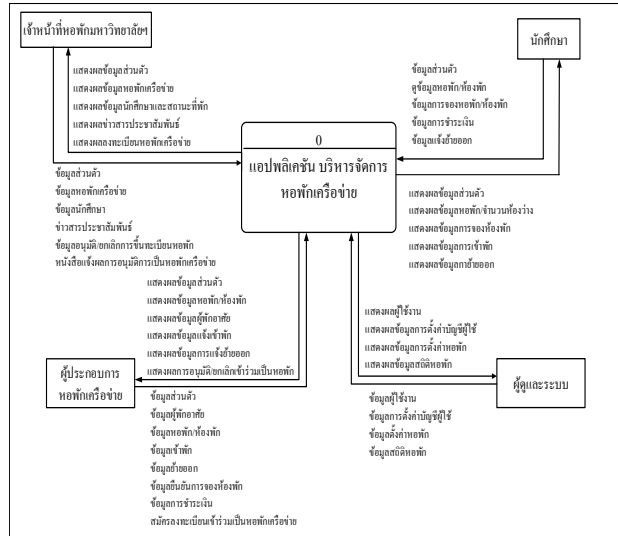 เจ้าหน้าที่หอพักมหาวิทยาลัยฯ
นักศึกษา
แสดงผลข้อมูลส่วนตัว
แสดงผลข้อมูลหอพักเครือข่าย
แสดงผลข้อมูลนักศึกษาและสถานะที่พัก
แสดงผลข่าวสารประชาสัมพันธ์
แสดงผลลงทะเบียนหอพักเครือข่าย
ข้อมูลส่วนตัว
ดูข้อมูลหอพัก/ห้องพัก
ข้อมูลการจองหอพัก/ห้องพัก
ข้อมูลการชำระเงิน
ข้อมูลแจ้งย้ายออก
0
แอปพลิเคชัน บริหารจัดการ
หอพักเครือข่าย
ข้อมูลส่วนตัว
ข้อมูลหอพักเครือข่าย
ข้อมูลนักศึกษา
ข่าวสารประชาสัมพันธ์
ข้อมูลอนุมัติ/ยกเลิกการขึ้นทะเบียนหอพัก
หนังสือแจ้งผลการอนุมัติการเป็นหอพักเครือข่าย
แสดงผลข้อมูลส่วนตัว
แสดงผลข้อมูลหอพัก/จำนวนห้องว่าง
แสดงผลข้อมูลการจองห้องพัก
แสดงผลข้อมูลการเข้าพัก
แสดงผลข้อมูลกาย้ายออก
แสดงผลข้อมูลส่วนตัว
แสดงผลข้อมูลหอพัก/ห้องพัก
แสดงผลข้อมูลผู้พักอาศัย
แสดงผลข้อมูลแจ้งเข้าพัก
แสดงผลข้อมูลการแจ้งย้ายออก
แสดงผลการอนุมัติ/ยกเลิกเข้าร่วมเป็นหอพัก
แสดงผลผู้ใช้งาน
แสดงผลข้อมูลการตั้งค่าบัญชีผู้ใช้
แสดงผลข้อมูลการตั้งค่าหอพัก
แสดงผลข้อมูลสถิติหอพัก
ผู้ประกอบการ
หอพักเครือข่าย
ผู้ดูแลระบบ
ข้อมูลส่วนตัว
ข้อมูลผู้พักอาศัย
ข้อมูลหอพัก/ห้องพัก
ข้อมูลเข้าพัก
ข้อมูลย้ายออก
ข้อมูลยืนยันการจองห้องพัก
ข้อมูลการชำระเงิน
สมัครลงทะเบียนเข้าร่วมเป็นหอพักเครือข่าย
ข้อมูลผู้ใช้งาน
ข้อมูลการตั้งค่าบัญชีผู้ใช้
ข้อมูลตั้งค่าหอพัก
ข้อมูลสถิติหอพัก